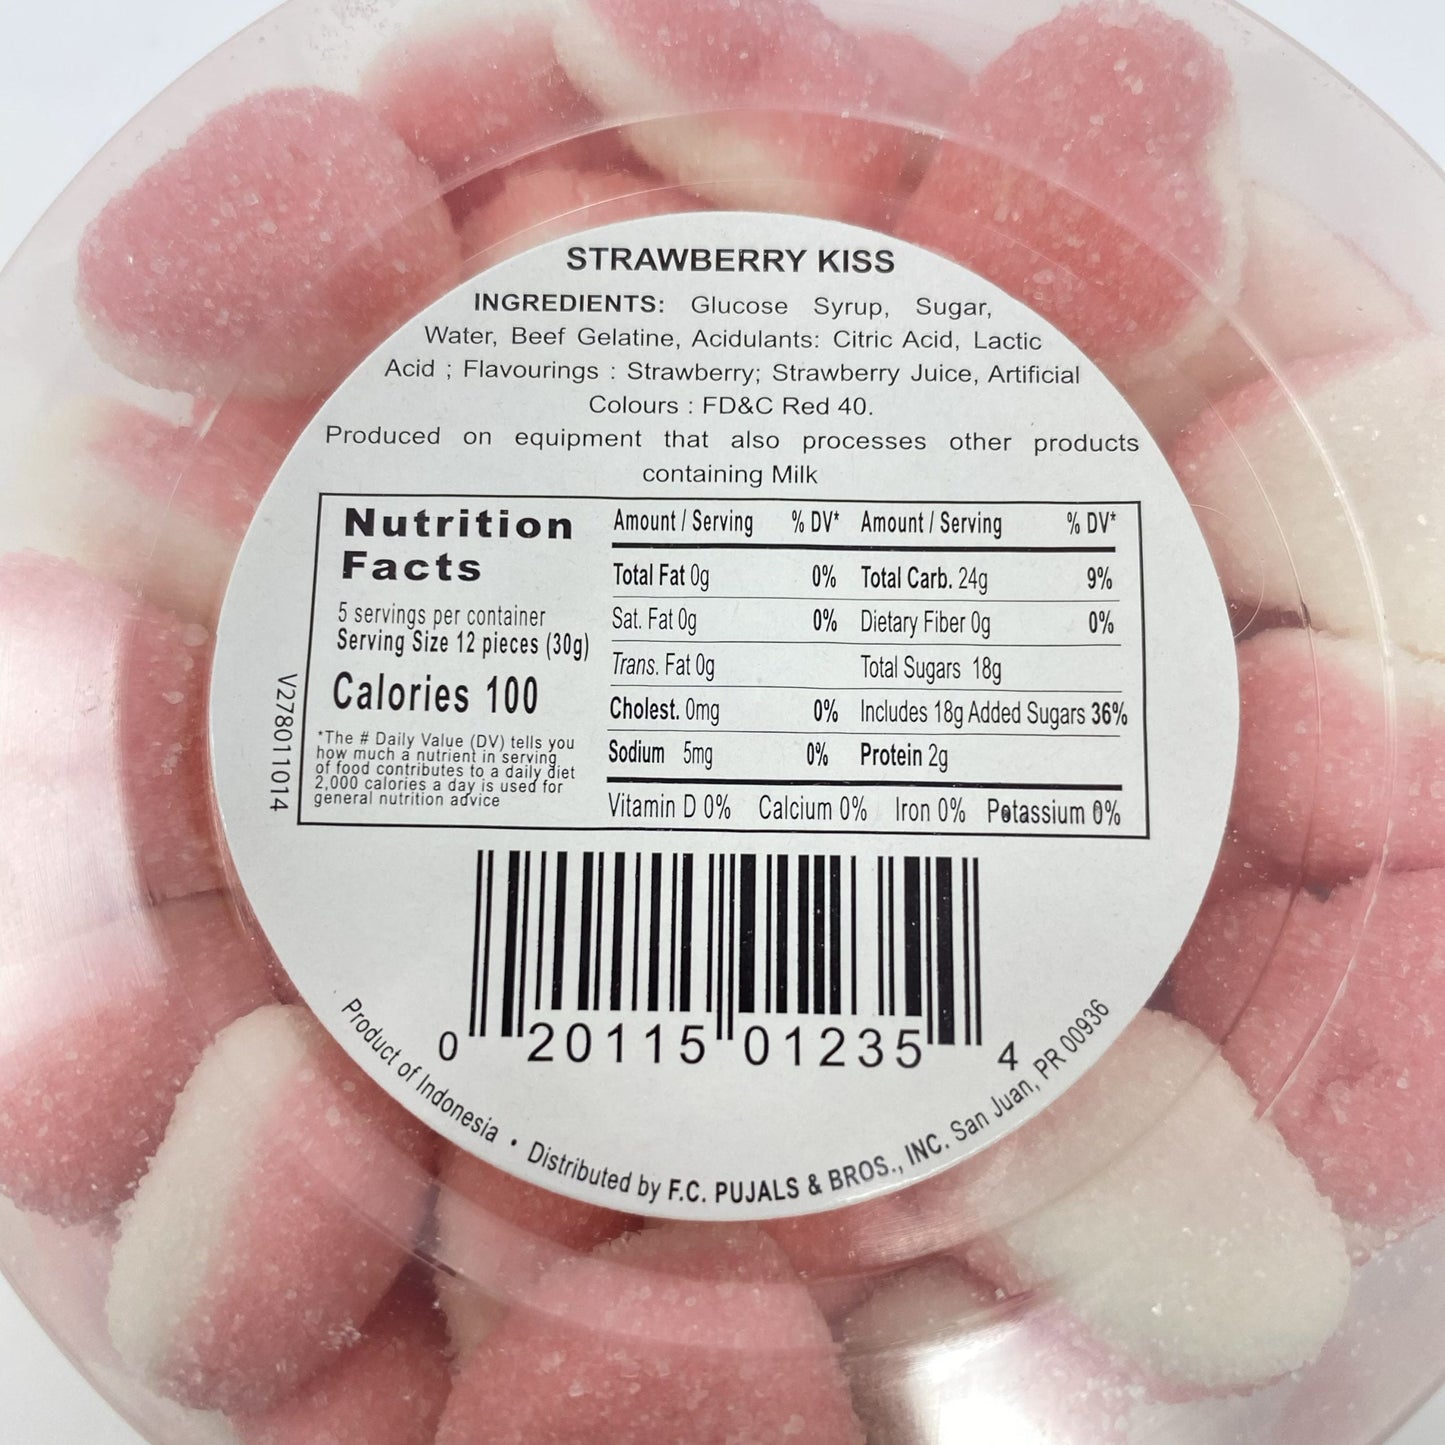 STRAWBERRY KISS
INGREDIENTS: Glucose Syrup, Sugar,
Water, Beef Gelatine, Acidulants: Citric Acid, Lactic
Acid ; Flavourings : Strawberry; Strawberry Juice, Artificial
Colours : FD&C Red 40.
Produced on equipment that also processes other products
containing Milk
Nutrition
Facts
5 servings per container
Serving Size 12 pieces (30g)
Calories 100
*The # Daily Value (DV) tells you
how much a nutrient in serving
of food contributes to a daily diet
2,000 calories a day is used for
general nutrition advice
Amount / Serving % DV* Amount / Serving % DV*
Total Fat 0g 0% Total Carb. 24g 9%
Sat. Fat 0g 0% Dietary Fiber 0g 0%
Trans. Fat 0g Total Sugars 18g
Cholest. 0mg 0% Includes 18g Added Sugars 36%
Sodium 5mg 0% Protein 2g
Vitamin D 0% Calcium 0% Iron 0% Potassium 0%
V278011014
0 20115 01235 4
Product of Indonesia • Distributed by F.C. PUJALS & BROS., INC. San Juan, PR 00936